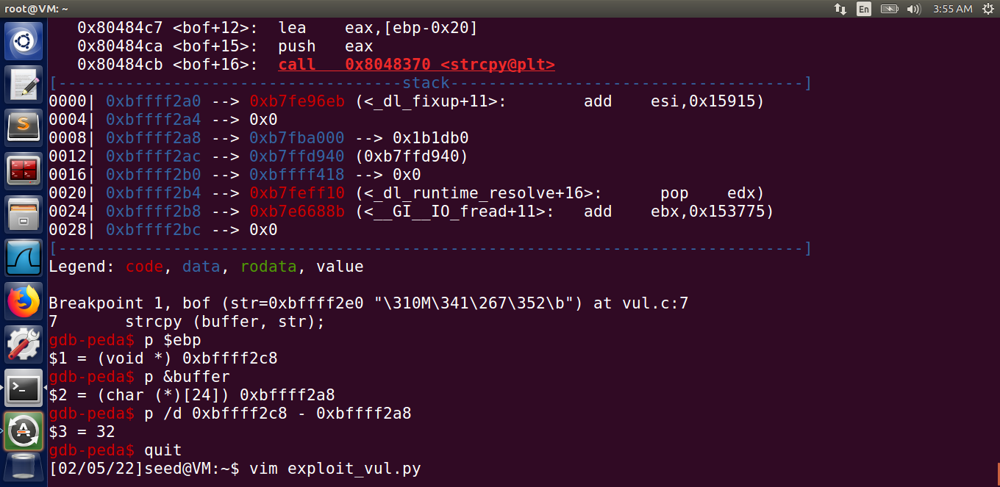 root@VM: ~
En
3:55 AM
0x80484c7 <bof+12>: lea eax,[ebp-0x20]
0x80484ca <bof+15>: push eax
0x80484cb <bof+16>: call 0x8048370 <strcpy@plt>
[------------------------------------stack-------------------------------------]
0000| 0xbffff2a0 --> 0xb7fe96eb (<_dl_fixup+11>: add esi,0x15915)
0004| 0xbffff2a4 --> 0x0
0008| 0xbffff2a8 --> 0xb7fba000 --> 0x1b1db0
0012| 0xbffff2ac --> 0xb7ffd940 (0xb7ffd940)
0016| 0xbffff2b0 --> 0xbffff418 --> 0x0
0020| 0xbffff2b4 --> 0xb7feff10 (<_dl_runtime_resolve+16>: pop edx)
0024| 0xbffff2b8 --> 0xb7e6688b (<__GI__IO_fread+11>: add ebx,0x153775)
0028| 0xbffff2bc --> 0x0
[------------------------------------------------------------------------------]
Legend: code, data, rodata, value
Breakpoint 1, bof (str=0xbffff2e0 "\310M\341\267\352\b") at vul.c:7
7 strcpy (buffer, str);
gdb-peda$ p $ebp
$1 = (void *) 0xbffff2c8
gdb-peda$ p &buffer
$2 = (char (*)[24]) 0xbffff2a8
gdb-peda$ p /d 0xbffff2c8 - 0xbffff2a8
$3 = 32
gdb-peda$ quit
[02/05/22]seed@VM:~$ vim exploit_vul.py